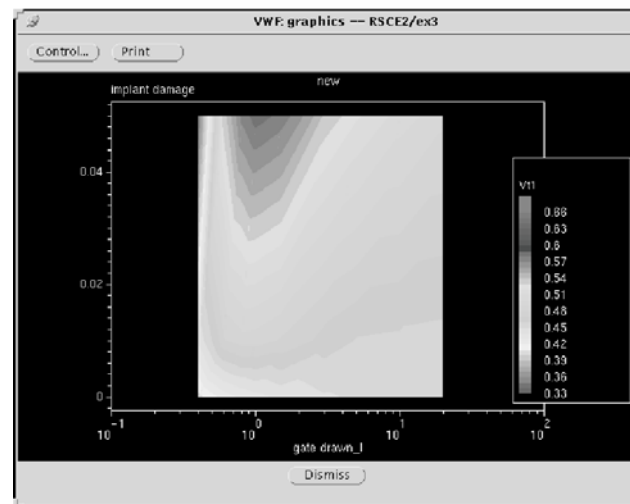 VWF: graphics -- RSCE2/ex3
Control... Print
new
implant damage
0.04
0.02
0
10^-1 10^0 10^1 10^2
gate drawn_l
Vt1
0.66
0.63
0.6
0.57
0.54
0.51
0.48
0.45
0.42
0.39
0.36
0.33
Dismiss